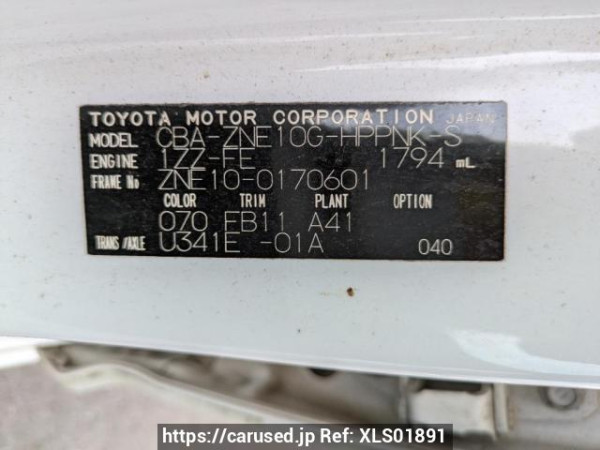 TOYOTA MOTOR CORPORATION JAPAN
MODEL CBA-ZNE10G-HPPNK-S
ENGINE 1ZZ-FE 1794 mL
FRAME No ZNE10-0170601
COLOR TRIM PLANT OPTION
070 FB11 A41
TRANS/AXLE U341E -01A 040
https://carused.jp Ref: XLS01891